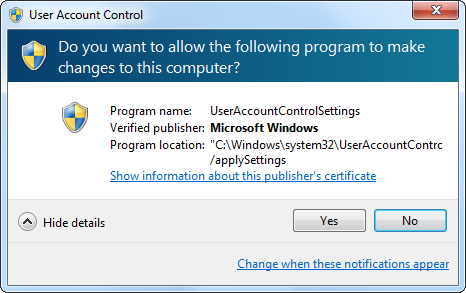 User Account Control
Do you want to allow the following program to make
changes to this computer?
Program name: UserAccountControlSettings
Verified publisher: Microsoft Windows
Program location: "C:\Windows\system32\UserAccountContrc
/applySettings
Show information about this publisher's certificate
Hide details
Yes
No
Change when these notifications appear